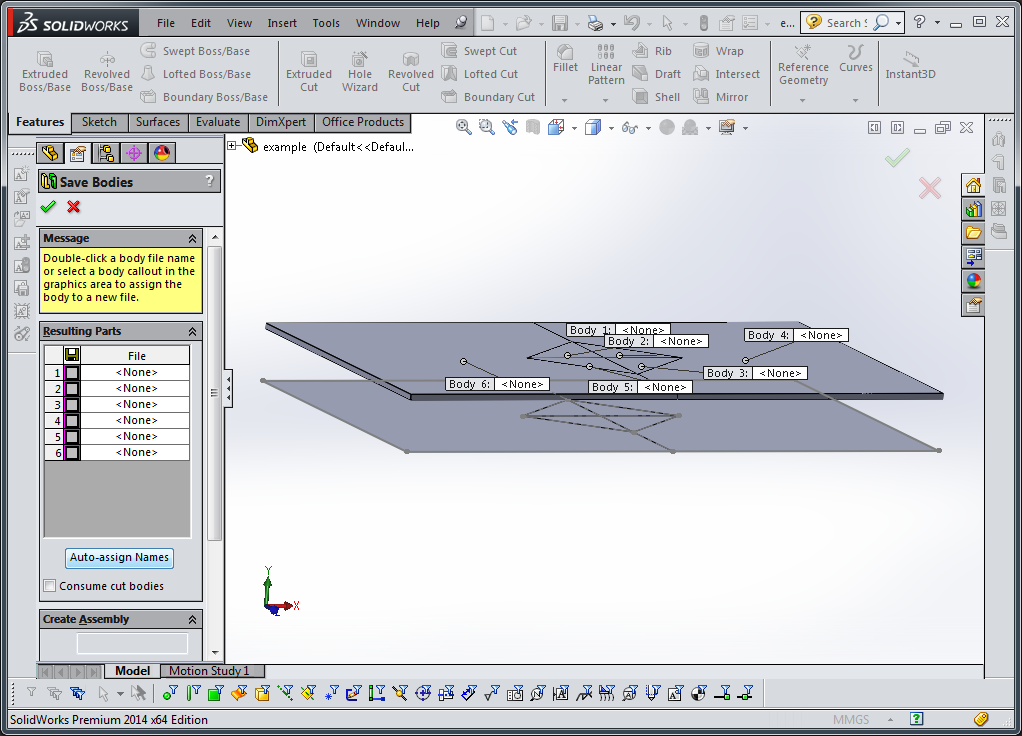 SOLIDWORKS File Edit View Insert Tools Window Help e... Search S
Extruded Boss/Base
Revolved Boss/Base
Swept Boss/Base
Lofted Boss/Base
Boundary Boss/Base
Extruded Cut
Hole Wizard
Revolved Cut
Swept Cut
Lofted Cut
Boundary Cut
Fillet
Linear Pattern
Rib
Draft
Shell
Wrap
Intersect
Mirror
Reference Geometry
Curves
Instant3D
Features Sketch Surfaces Evaluate DimXpert Office Products
example (Default<<Defaul...
Save Bodies ?
Message
Double-click a body file name
or select a body callout in the
graphics area to assign the
body to a new file.
Resulting Parts
File
1 <None>
2 <None>
3 <None>
4 <None>
5 <None>
6 <None>
Auto-assign Names
Consume cut bodies
Create Assembly
Body 1: <None>
Body 2: <None>
Body 4: <None>
Body 3: <None>
Body 6: <None>
Body 5: <None>
Y
X
Z
Model Motion Study 1
SolidWorks Premium 2014 x64 Edition MMGS ?